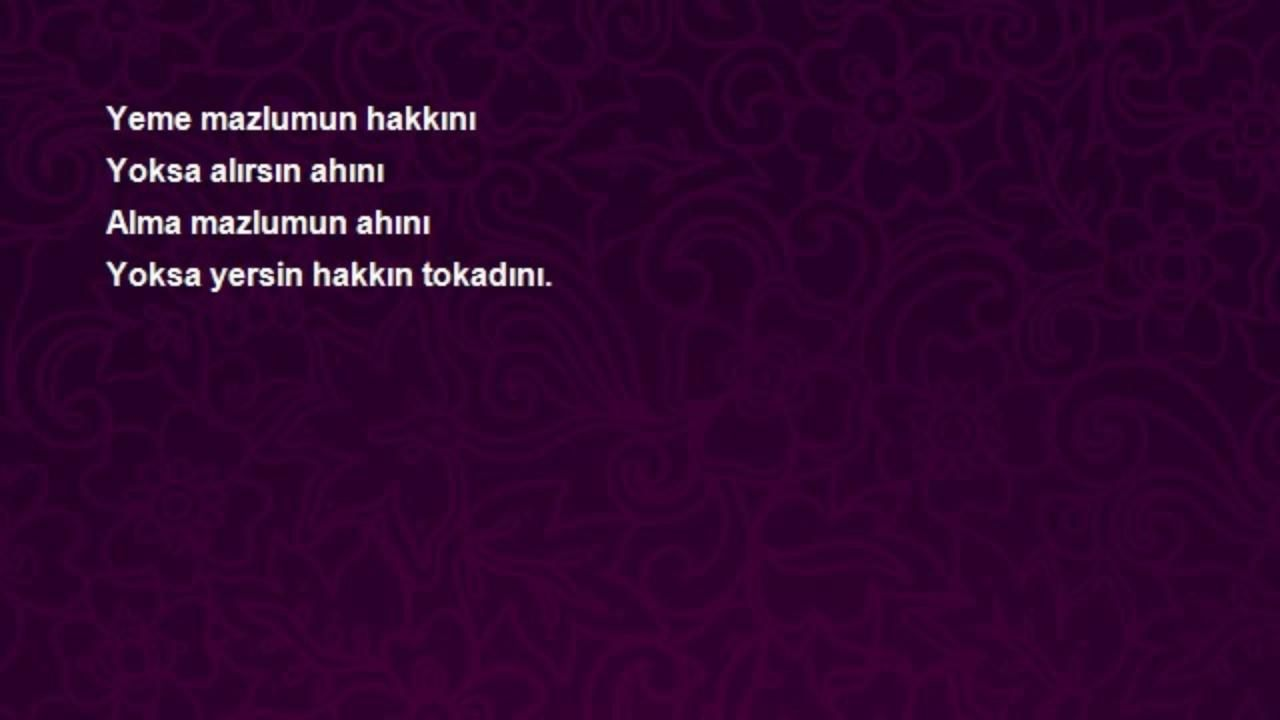 Yeme mazlumun hakkını
Yoksa alırsın ahını
Alma mazlumun ahını
Yoksa yersin hakkın tokadını.